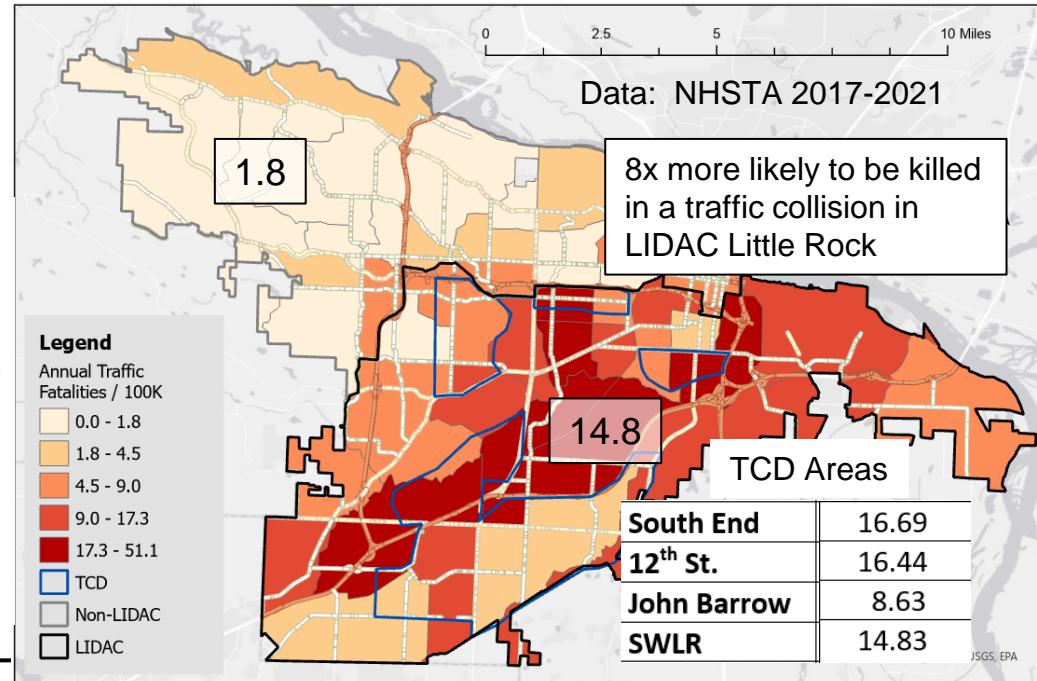 0 2.5 5 10 Miles
Data: NHSTA 2017-2021
1.8
8x more likely to be killed
in a traffic collision in
LIDAC Little Rock
Legend
Annual Traffic
Fatalities / 100K
0.0 - 1.8
1.8 - 4.5
4.5 - 9.0
9.0 - 17.3
17.3 - 51.1
TCD
Non-LIDAC
LIDAC
14.8
TCD Areas
South End 16.69
12th St. 16.44
John Barrow 8.63
SWLR 14.83
USGS, EPA